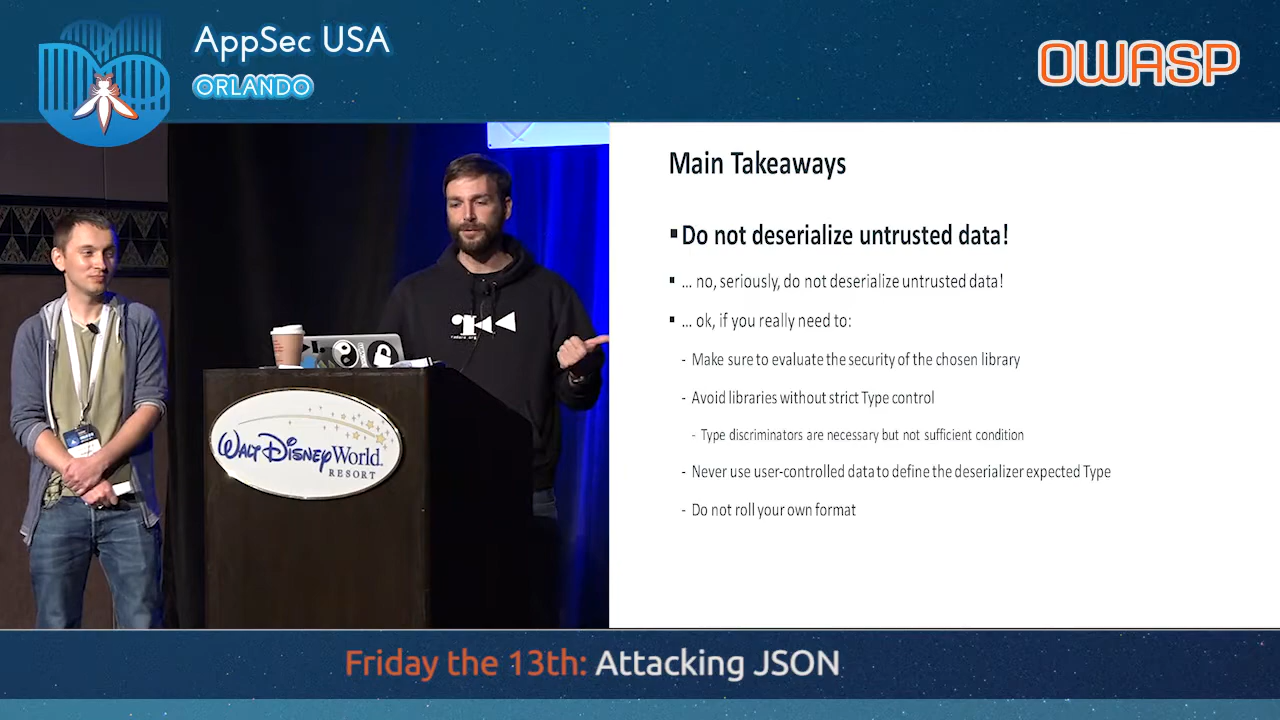 AppSec USA
ORLANDO
OWASP
Main Takeaways
▪Do not deserialize untrusted data!
▪ ... no, seriously, do not deserialize untrusted data!
▪ ... ok, if you really need to:
- Make sure to evaluate the security of the chosen library
- Avoid libraries without strict Type control
- Type discriminators are necessary but not sufficient condition
- Never use user-controlled data to define the deserializer expected Type
- Do not roll your own format
WALT DISNEY World
RESORT
Friday the 13th: Attacking JSON